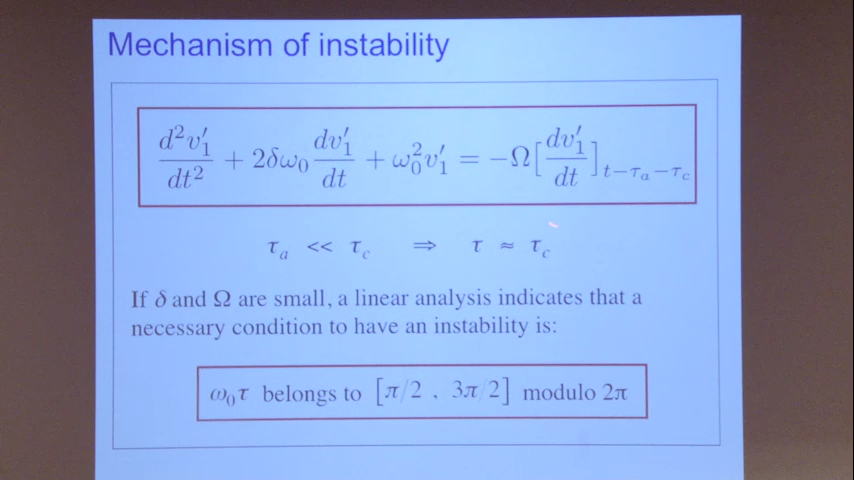 Mechanism of instability
d²v′₁/dt² + 2δω₀ dv′₁/dt + ω₀²v′₁ = −Ω[dv′₁/dt]ₜ₋τₐ₋τ_c
τₐ << τ_c ⇒ τ ≈ τ_c
If δ and Ω are small, a linear analysis indicates that a
necessary condition to have an instability is:
ω₀τ belongs to [π/2 , 3π/2] modulo 2π